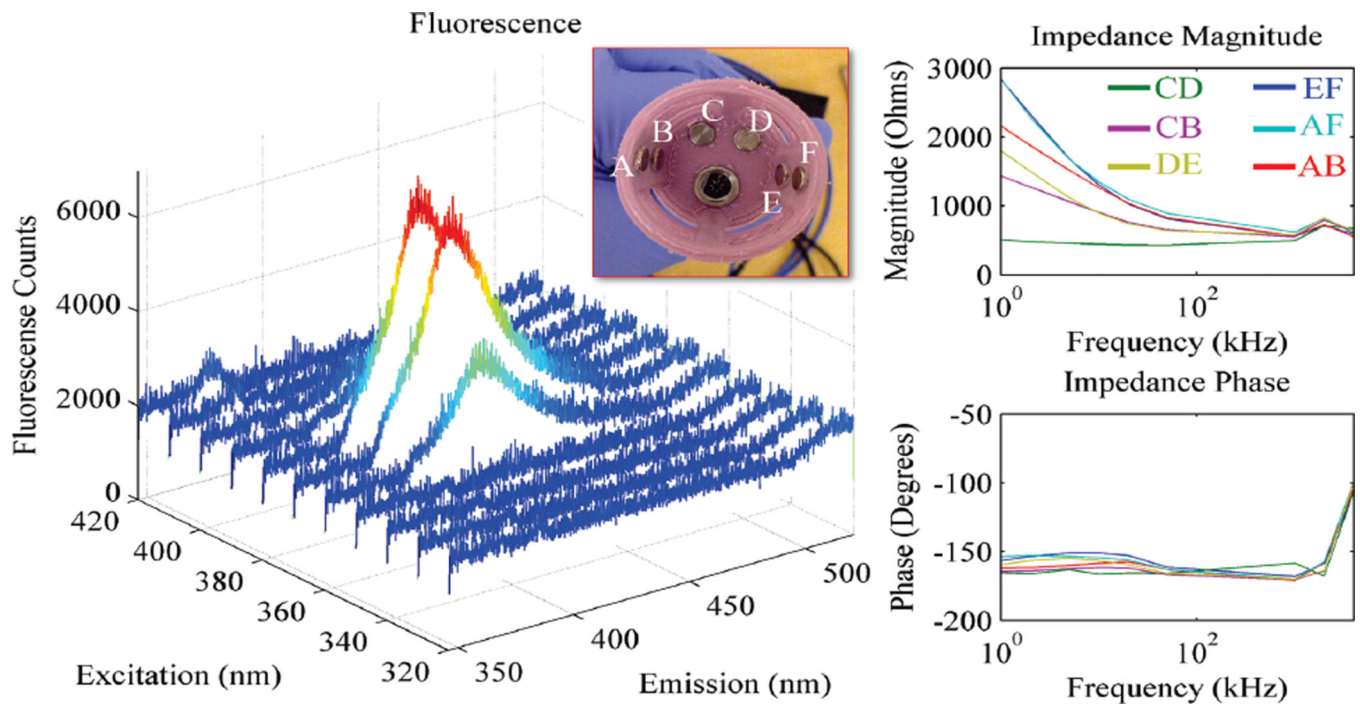 Fluorescence
Fluorescense Counts
6000
4000
2000
0
420
400
380
360
340
320
Excitation (nm)
350
400
450
500
Emission (nm)
A
B
C
D
E
F
Impedance Magnitude
Magnitude (Ohms)
3000
2000
1000
0
CD
EF
CB
AF
DE
AB
10^0
10^2
Frequency (kHz)
Impedance Phase
Phase (Degrees)
-50
-100
-150
-200
10^0
10^2
Frequency (kHz)